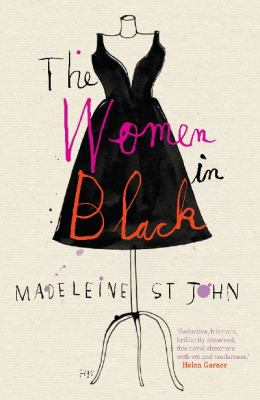 The
Women
in
Black
MADELEINE ST JOHN
'Seductive, hilarious,
brilliantly observed,
this novel shimmers
with wit and tenderness.'
Helen Garner